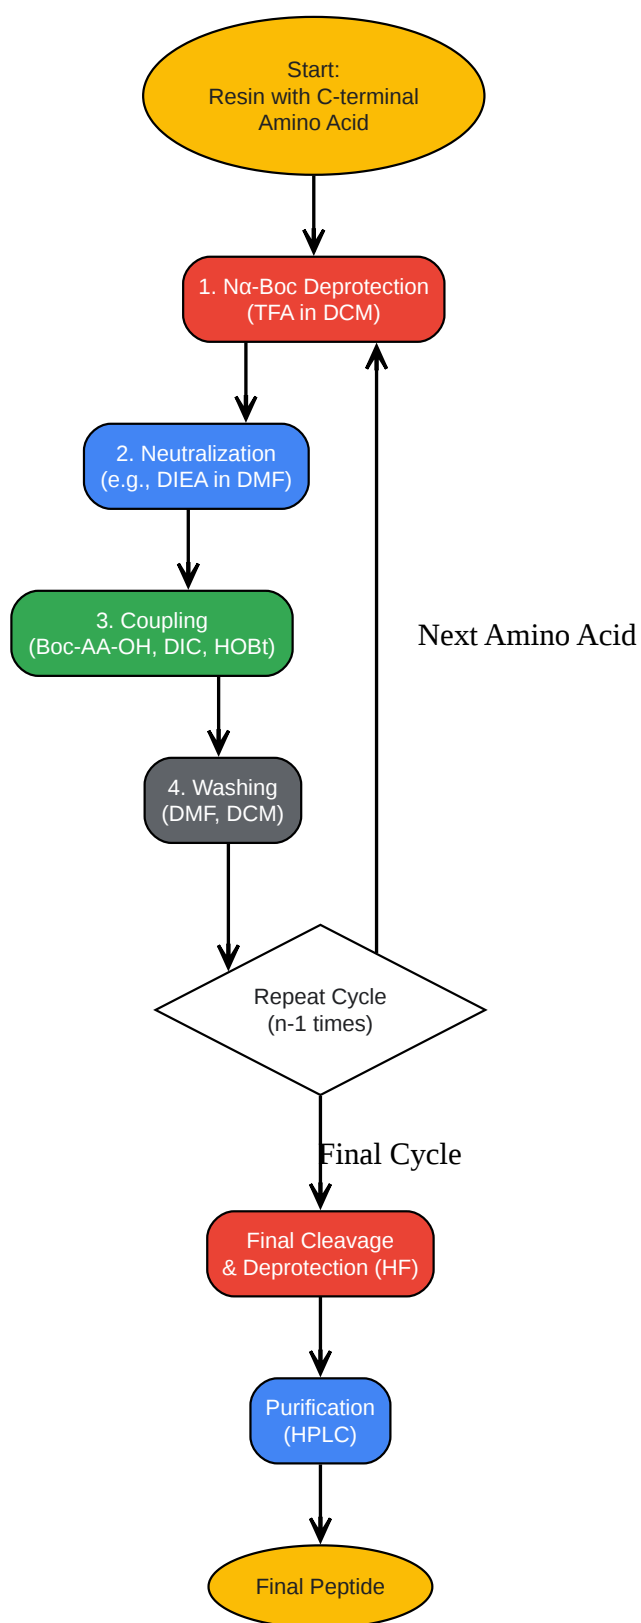 Start:
Resin with C-terminal
Amino Acid
1. Nα-Boc Deprotection
(TFA in DCM)
2. Neutralization
(e.g., DIEA in DMF)
3. Coupling
(Boc-AA-OH, DIC, HOBt)
Next Amino Acid
4. Washing
(DMF, DCM)
Repeat Cycle
(n-1 times)
Final Cycle
Final Cleavage
& Deprotection (HF)
Purification
(HPLC)
Final Peptide